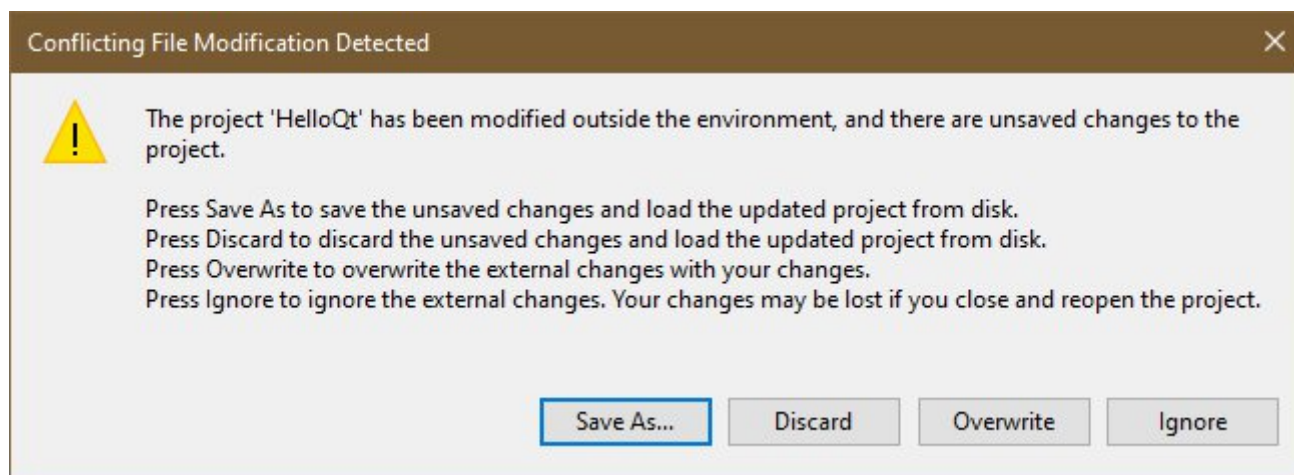 Conflicting File Modification Detected
The project 'HelloQt' has been modified outside the environment, and there are unsaved changes to the
project.
Press Save As to save the unsaved changes and load the updated project from disk.
Press Discard to discard the unsaved changes and load the updated project from disk.
Press Overwrite to overwrite the external changes with your changes.
Press Ignore to ignore the external changes. Your changes may be lost if you close and reopen the project.
Save As... Discard Overwrite Ignore